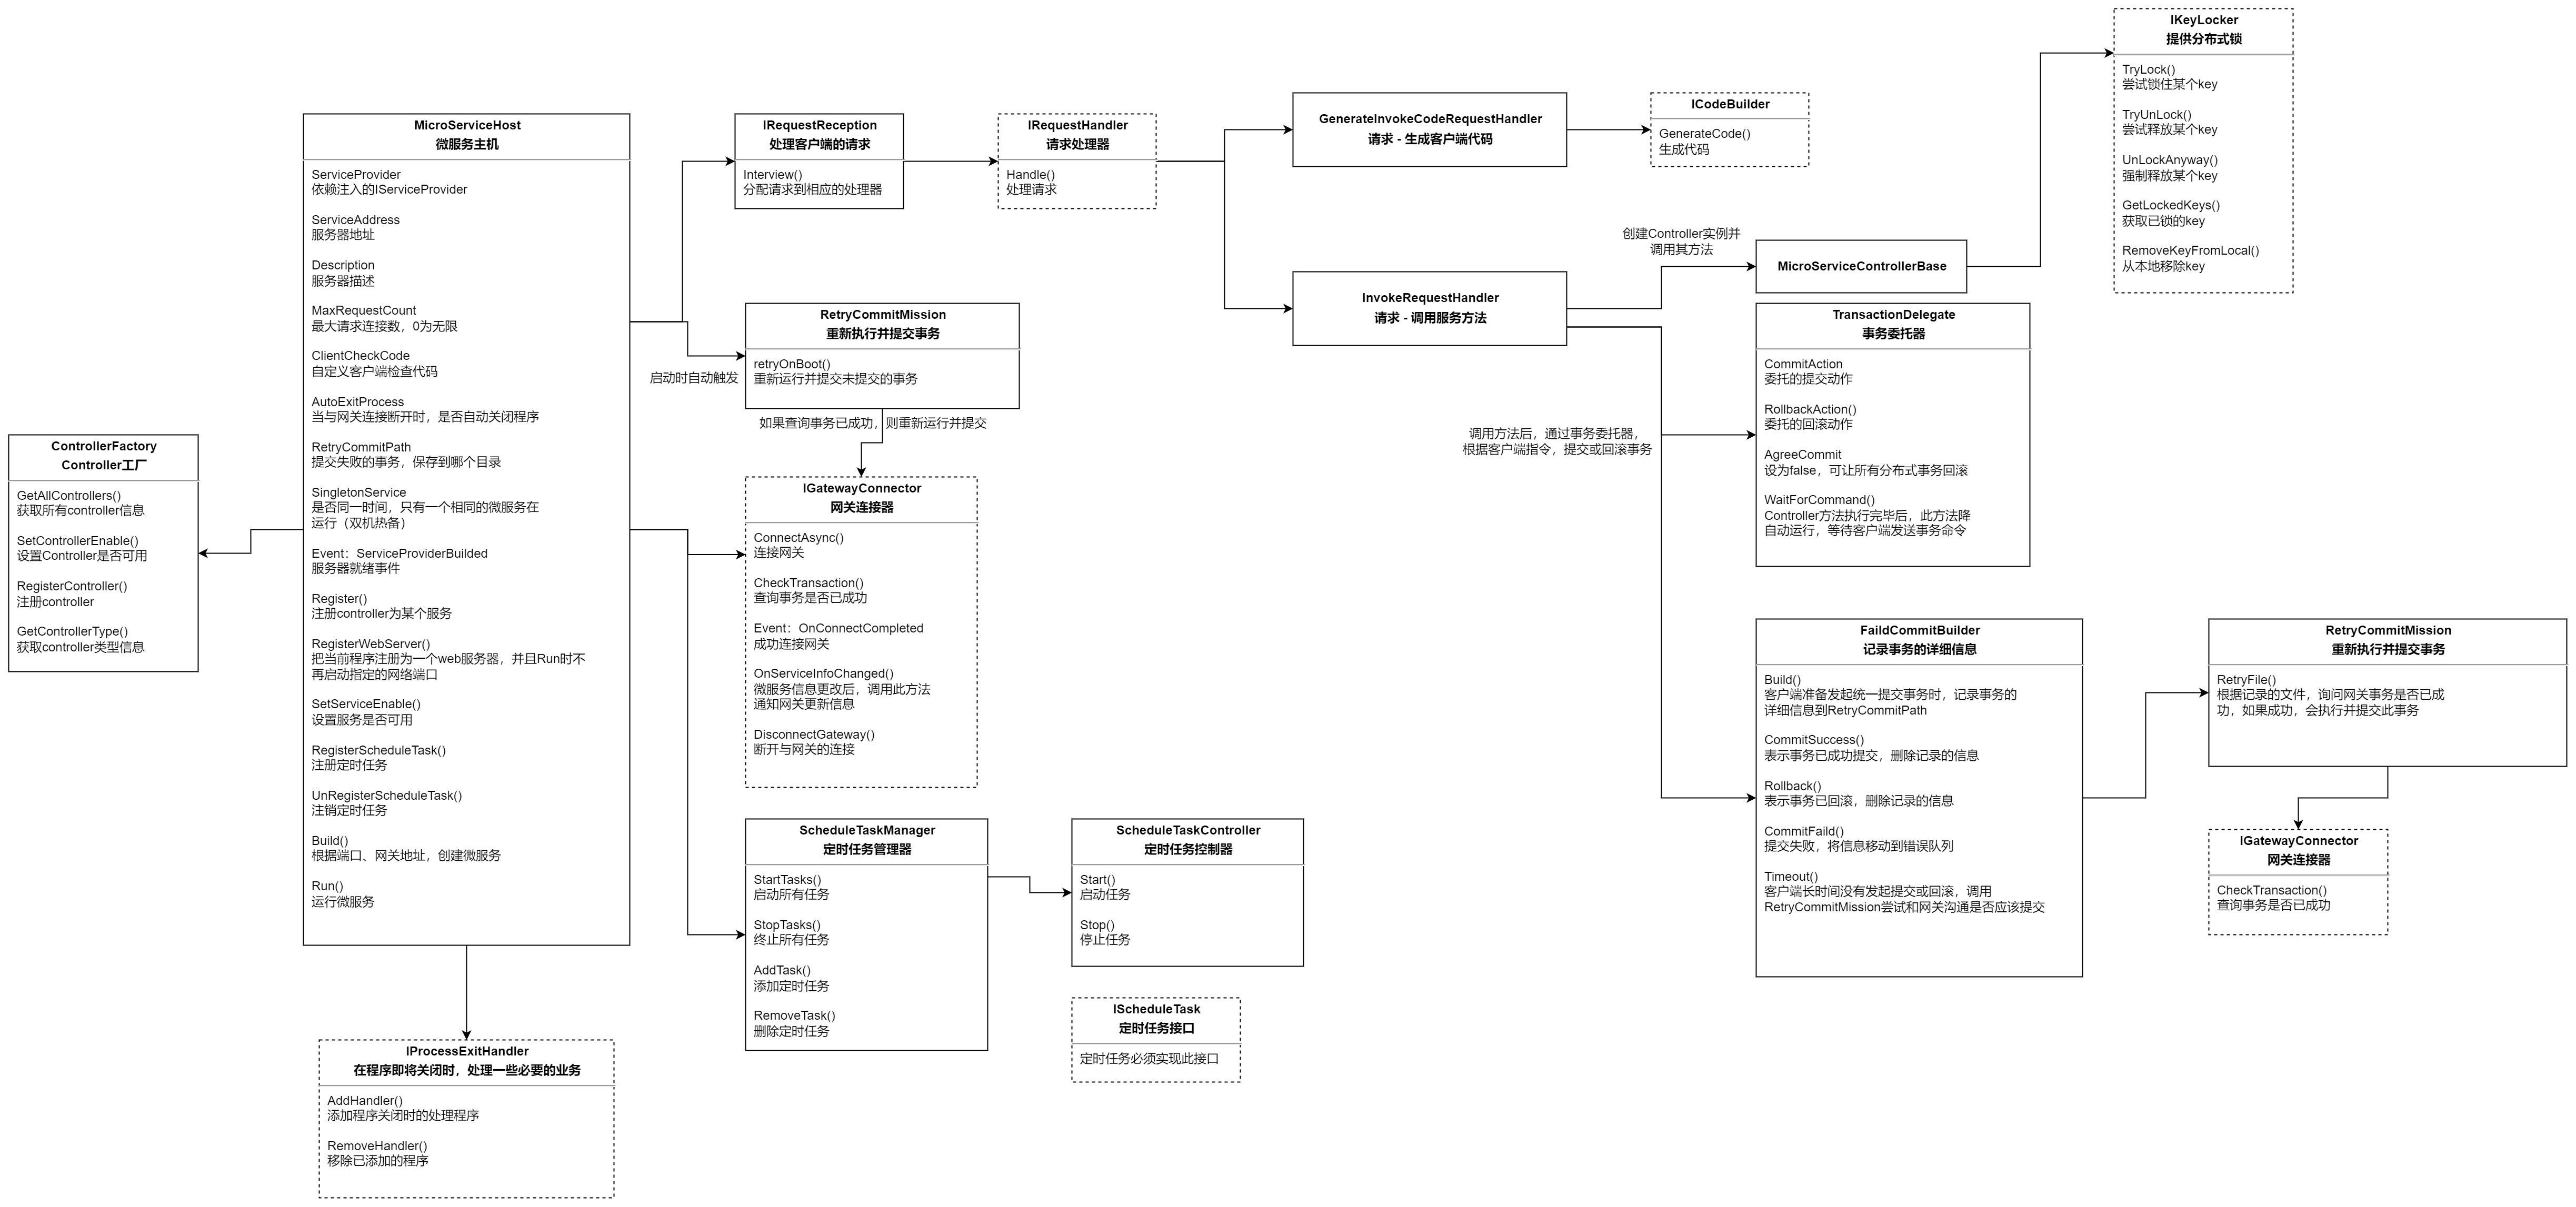 ControllerFactory
Controller工厂
GetAllControllers()
获取所有controller信息
SetControllerEnable()
设置Controller是否可用
RegisterController()
注册controller
GetControllerType()
获取controller类型信息
MicroServiceHost
微服务主机
ServiceProvider
依赖注入的IServiceProvider
ServiceAddress
服务器地址
Description
服务器描述
MaxRequestCount
最大请求连接数，0为无限
ClientCheckCode
自定义客户端检查代码
AutoExitProcess
当与网关连接断开时，是否自动关闭程序
RetryCommitPath
提交失败的事务，保存到哪个目录
SingletonService
是否同一时间，只有一个相同的微服务在
运行（双机热备）
Event：ServiceProviderBuilded
服务器就绪事件
Register()
注册controller为某个服务
RegisterWebServer()
把当前程序注册为一个web服务器，并且Run时不
再启动指定的网络端口
SetServiceEnable()
设置服务是否可用
RegisterScheduleTask()
注册定时任务
UnRegisterScheduleTask()
注销定时任务
Build()
根据端口、网关地址，创建微服务
Run()
运行微服务
IProcessExitHandler
在程序即将关闭时，处理一些必要的业务
AddHandler()
添加程序关闭时的处理程序
RemoveHandler()
移除已添加的程序
IRequestReception
处理客户端的请求
Interview()
分配请求到相应的处理器
启动时自动触发
RetryCommitMission
重新执行并提交事务
retryOnBoot()
重新运行并提交未提交的事务
如果查询事务已成功，则重新运行并提交
IGatewayConnector
网关连接器
ConnectAsync()
连接网关
CheckTransaction()
查询事务是否已成功
Event：OnConnectCompleted
成功连接网关
OnServiceInfoChanged()
微服务信息更改后，调用此方法
通知网关更新信息
DisconnectGateway()
断开与网关的连接
ScheduleTaskManager
定时任务管理器
StartTasks()
启动所有任务
StopTasks()
终止所有任务
AddTask()
添加定时任务
RemoveTask()
删除定时任务
ScheduleTaskController
定时任务控制器
Start()
启动任务
Stop()
停止任务
IScheduleTask
定时任务接口
定时任务必须实现此接口
IRequestHandler
请求处理器
Handle()
处理请求
GenerateInvokeCodeRequestHandler
请求 - 生成客户端代码
ICodeBuilder
GenerateCode()
生成代码
InvokeRequestHandler
请求 - 调用服务方法
创建Controller实例并
调用其方法
MicroServiceControllerBase
IKeyLocker
提供分布式锁
TryLock()
尝试锁住某个key
TryUnLock()
尝试释放某个key
UnLockAnyway()
强制释放某个key
GetLockedKeys()
获取已锁的key
RemoveKeyFromLocal()
从本地移除key
调用方法后，通过事务委托器，
根据客户端指令，提交或回滚事务
TransactionDelegate
事务委托器
CommitAction
委托的提交动作
RollbackAction()
委托的回滚动作
AgreeCommit
设为false，可让所有分布式事务回滚
WaitForCommand()
Controller方法执行完毕后，此方法降
自动运行，等待客户端发送事务命令
FaildCommitBuilder
记录事务的详细信息
Build()
客户端准备发起统一提交事务时，记录事务的
详细信息到RetryCommitPath
CommitSuccess()
表示事务已成功提交，删除记录的信息
Rollback()
表示事务已回滚，删除记录的信息
CommitFaild()
提交失败，将信息移动到错误队列
Timeout()
客户端长时间没有发起提交或回滚，调用
RetryCommitMission尝试和网关沟通是否应该提交
RetryCommitMission
重新执行并提交事务
RetryFile()
根据记录的文件，询问网关事务是否已成
功，如果成功，会执行并提交此事务
IGatewayConnector
网关连接器
CheckTransaction()
查询事务是否已成功